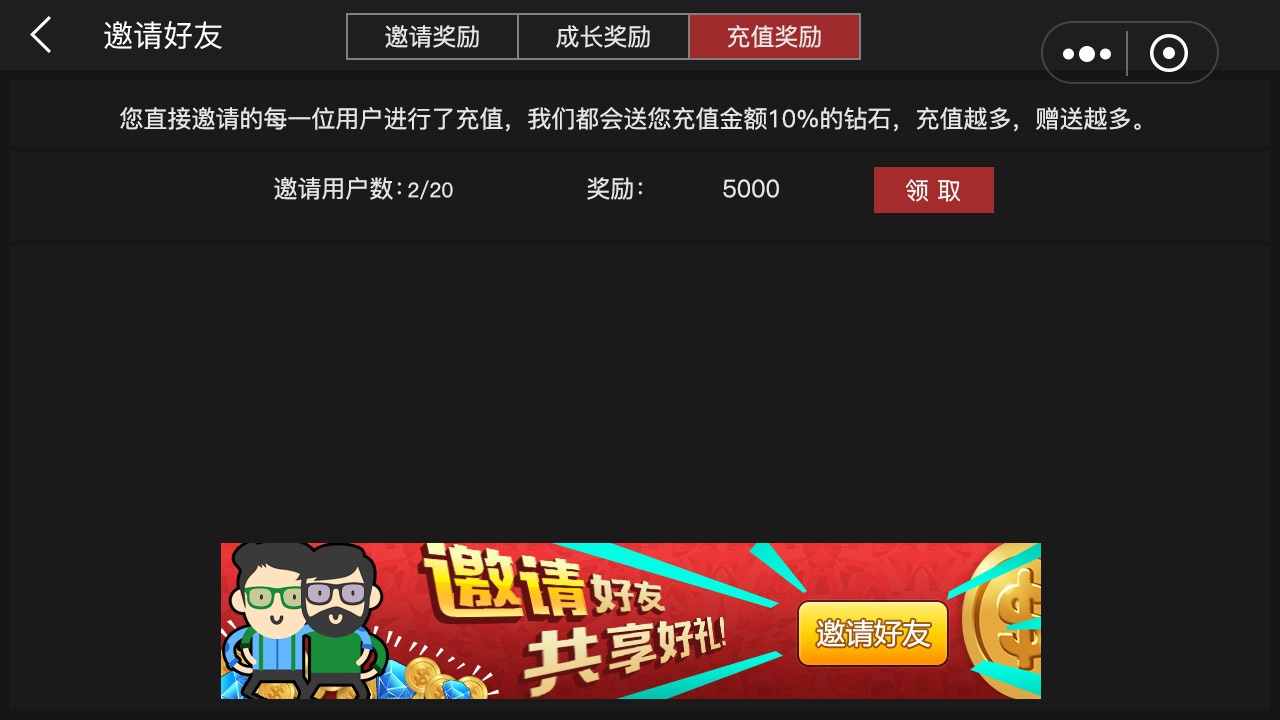 邀请好友
邀请奖励 成长奖励 充值奖励
您直接邀请的每一位用户进行了充值，我们都会送您充值金额10%的钻石，充值越多，赠送越多。
邀请用户数：2/20 奖励： 5000 领 取
邀请好友
共享好礼!
邀请好友